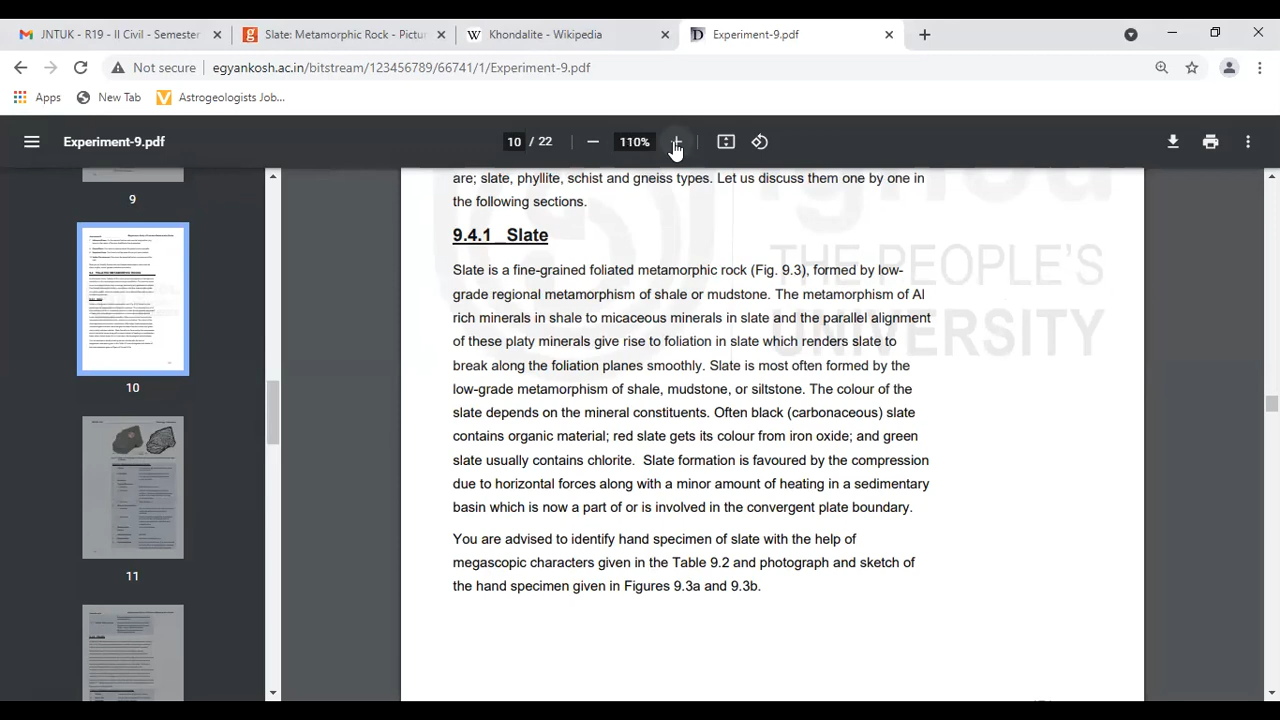 JNTUK - R19 - II Civil - Semester
Slate: Metamorphic Rock - Pictur
Khondalite - Wikipedia
Experiment-9.pdf
Not secure
egyankosh.ac.in/bitstream/123456789/66741/1/Experiment-9.pdf
Apps
New Tab
Astrogeologists Job...
Experiment-9.pdf
10 / 22
110%
9
10
11
are; slate, phyllite, schist and gneiss types. Let us discuss them one by one in
the following sections.
9.4.1 Slate
Slate is a fine-grained foliated metamorphic rock (Fig. 9.3), formed by low-
grade regional metamorphism of shale or mudstone. The metamorphism of Al
rich minerals in shale to micaceous minerals in slate and the parallel alignment
of these platy minerals give rise to foliation in slate which renders slate to
break along the foliation planes smoothly. Slate is most often formed by the
low-grade metamorphism of shale, mudstone, or siltstone. The colour of the
slate depends on the mineral constituents. Often black (carbonaceous) slate
contains organic material; red slate gets its colour from iron oxide; and green
slate usually contains chlorite. Slate formation is favoured by the compression
due to horizontal forces along with a minor amount of heating in a sedimentary
basin which is now a part of or is involved in the convergent plate boundary.
You are advised to identify hand specimen of slate with the help of
megascopic characters given in the Table 9.2 and photograph and sketch of
the hand specimen given in Figures 9.3a and 9.3b.
THE PEOPLE'S
UNIVERSITY